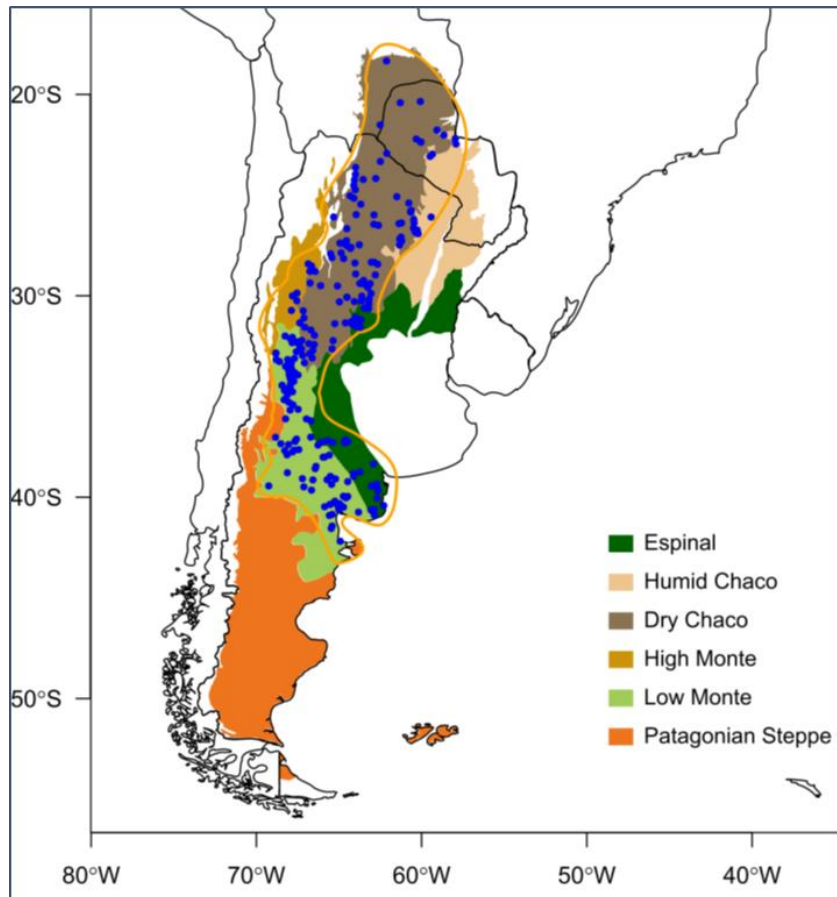 20°S
30°S
40°S
50°S
Espinal
Humid Chaco
Dry Chaco
High Monte
Low Monte
Patagonian Steppe
80°W 70°W 60°W 50°W 40°W